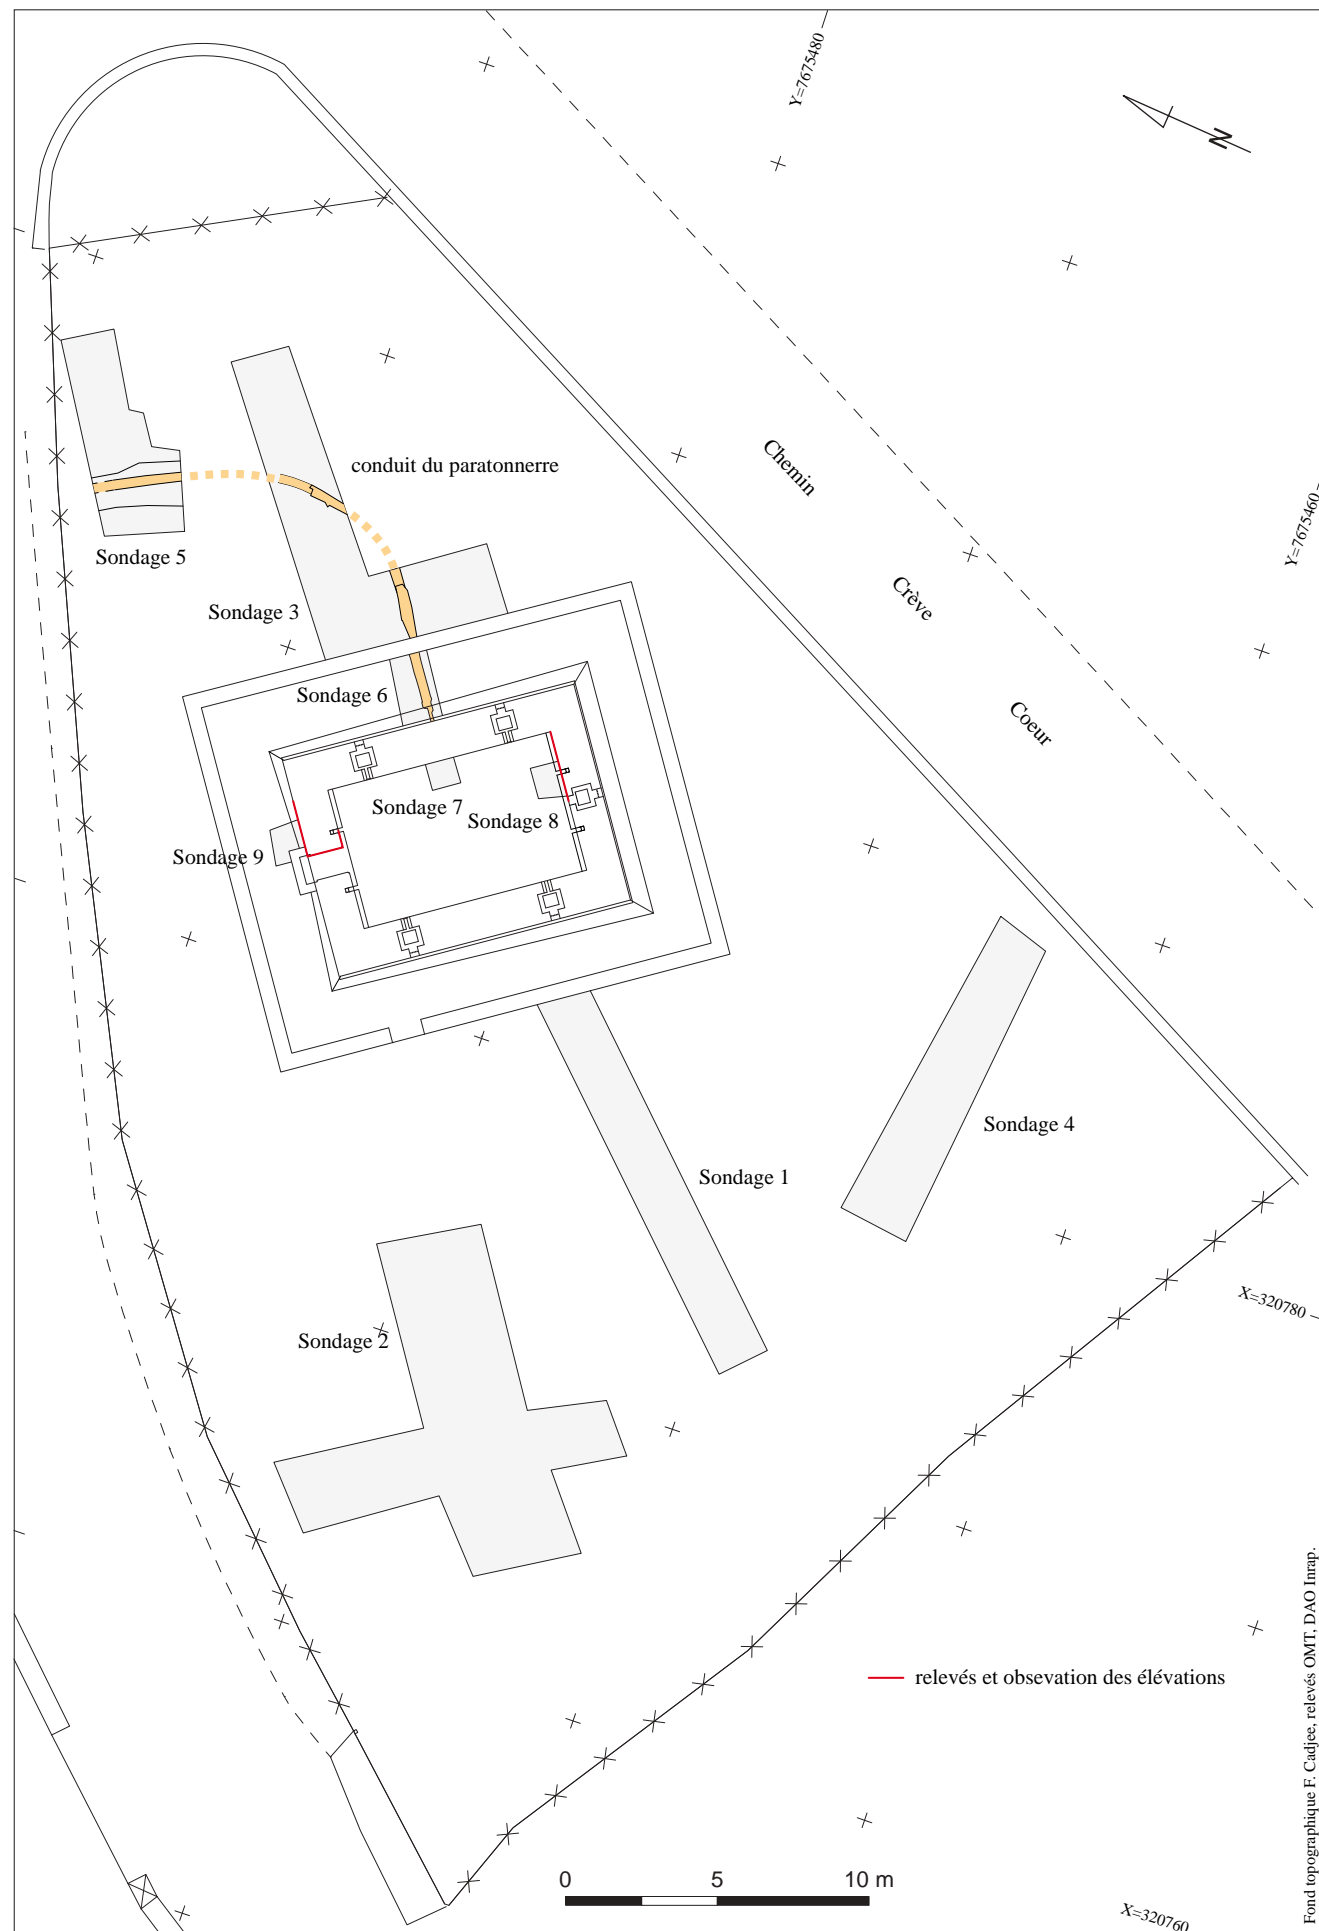 Y=7675480
N
Chemin
conduit du paratonnerre
Y=7675460
Sondage 5
Crève
Sondage 3
Sondage 6
Coeur
Sondage 7
Sondage 8
Sondage 9
Sondage 4
Sondage 1
X=320780
Sondage 2
relevés et obsevation des élévations
0 5 10 m
X=320760
Fond topographique F. Cadjee, relevés OMT, DAO Inrap.